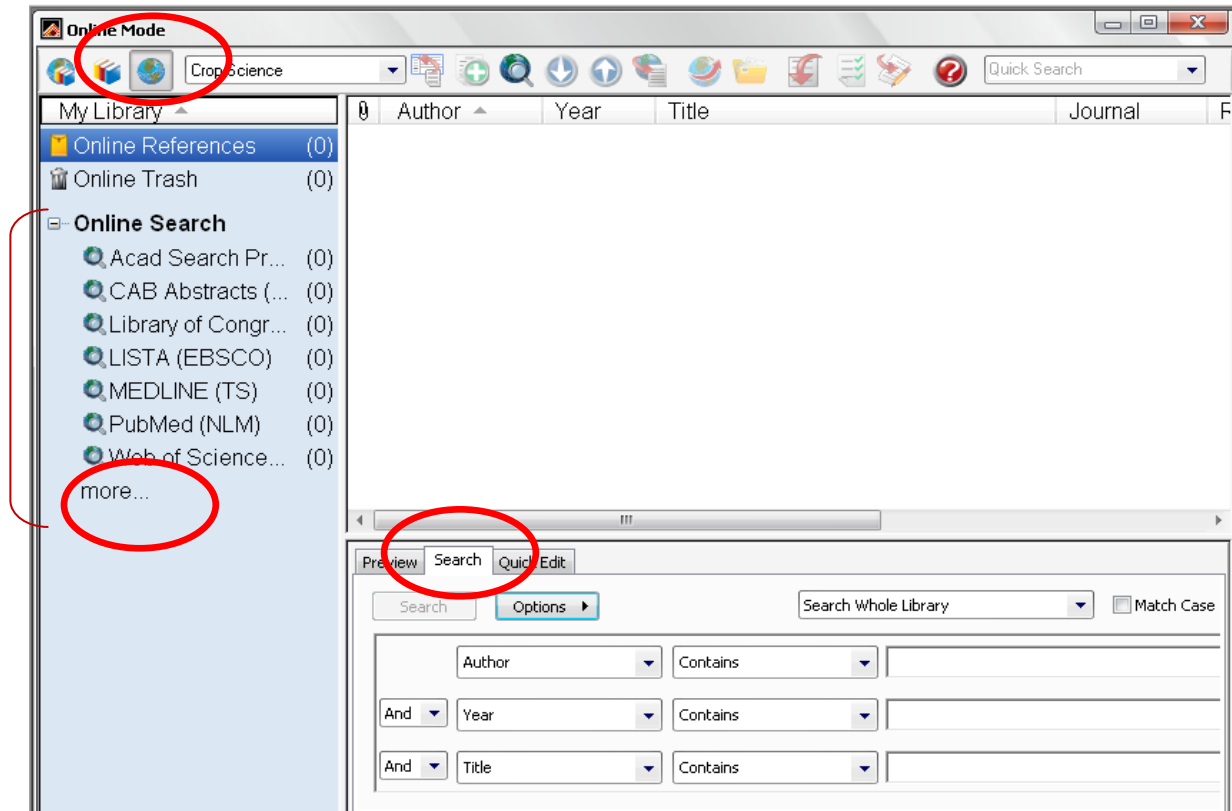 Online Mode
Crop Science Quick Search
My Library Author Year Title Journal
Online References (0)
Online Trash (0)
Online Search
Acad Search Pr... (0)
CAB Abstracts (... (0)
Library of Congr... (0)
LISTA (EBSCO) (0)
MEDLINE (TS) (0)
PubMed (NLM) (0)
Web of Science... (0)
more...
Preview Search Quick Edit
Search Options Search Whole Library Match Case
Author Contains
And Year Contains
And Title Contains